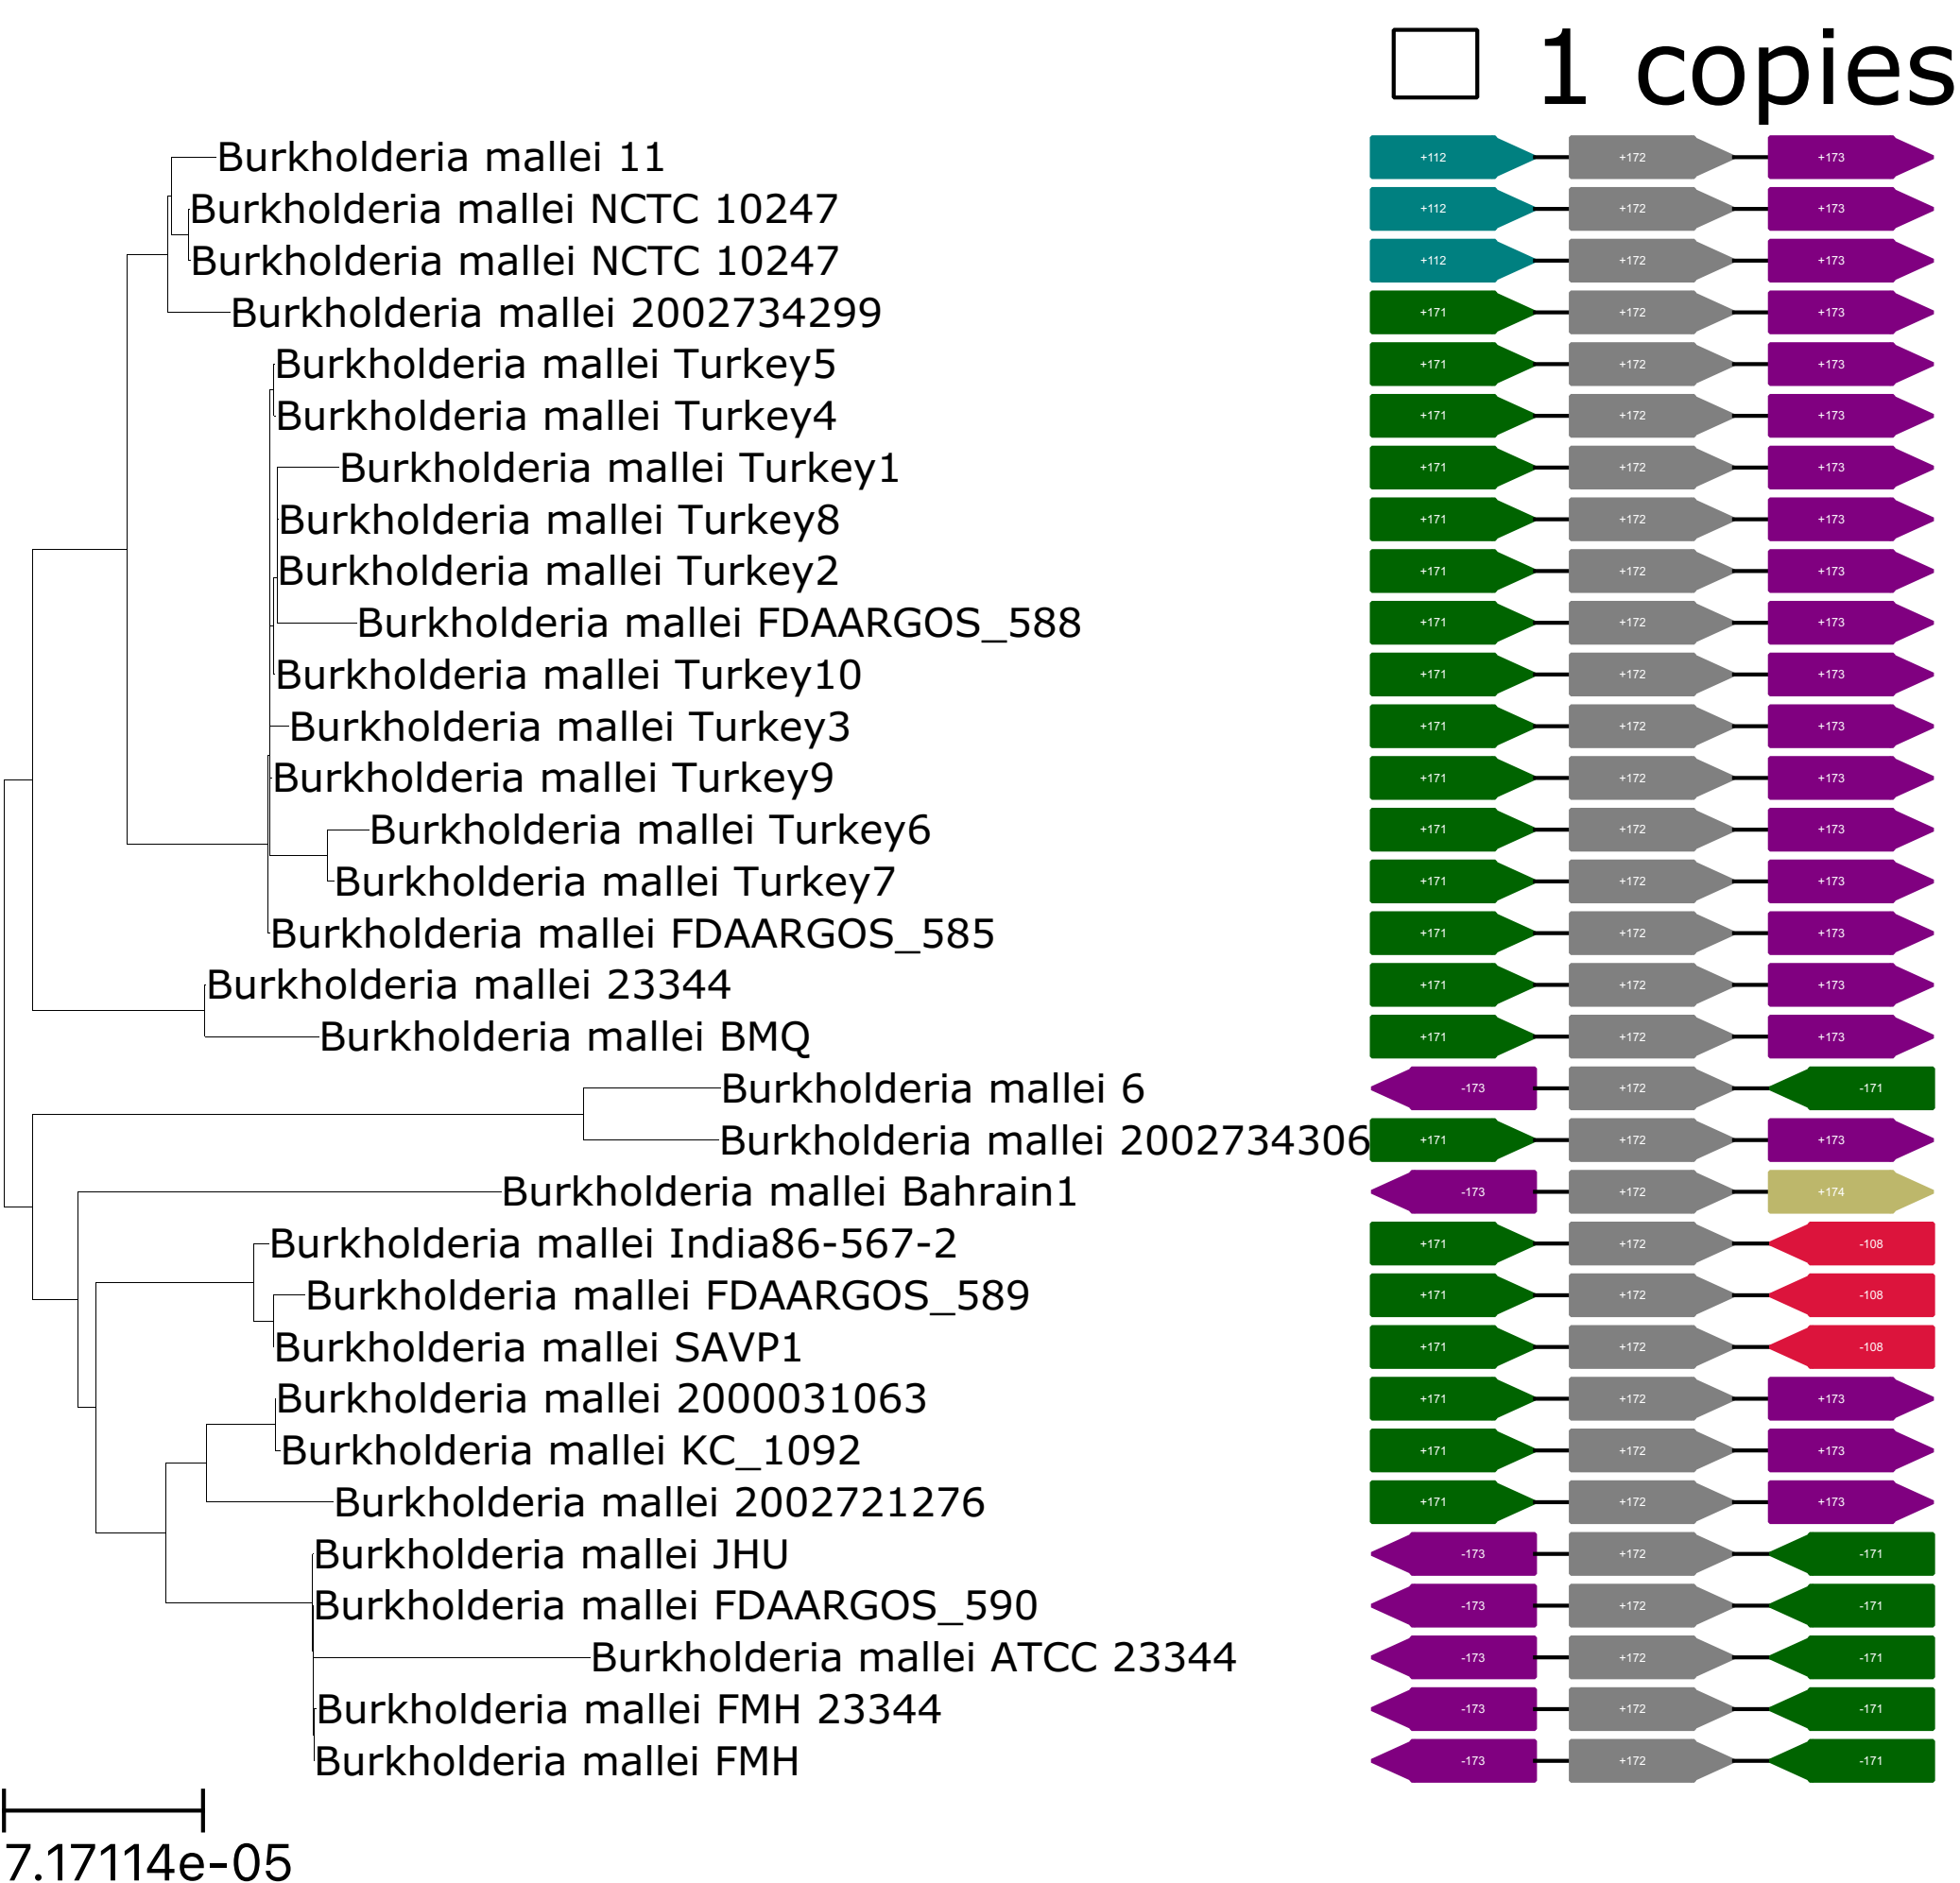 1 copies
Burkholderia mallei 11 +112 +172 +173
Burkholderia mallei NCTC 10247 +112 +172 +173
Burkholderia mallei NCTC 10247 +112 +172 +173
Burkholderia mallei 2002734299 +171 +172 +173
Burkholderia mallei Turkey5 +171 +172 +173
Burkholderia mallei Turkey4 +171 +172 +173
Burkholderia mallei Turkey1 +171 +172 +173
Burkholderia mallei Turkey8 +171 +172 +173
Burkholderia mallei Turkey2 +171 +172 +173
Burkholderia mallei FDAARGOS_588 +171 +172 +173
Burkholderia mallei Turkey10 +171 +172 +173
Burkholderia mallei Turkey3 +171 +172 +173
Burkholderia mallei Turkey9 +171 +172 +173
Burkholderia mallei Turkey6 +171 +172 +173
Burkholderia mallei Turkey7 +171 +172 +173
Burkholderia mallei FDAARGOS_585 +171 +172 +173
Burkholderia mallei 23344 +171 +172 +173
Burkholderia mallei BMQ +171 +172 +173
Burkholderia mallei 6 -173 +172 -171
Burkholderia mallei 2002734306 +171 +172 +173
Burkholderia mallei Bahrain1 -173 +172 +174
Burkholderia mallei India86-567-2 +171 +172 -108
Burkholderia mallei FDAARGOS_589 +171 +172 -108
Burkholderia mallei SAVP1 +171 +172 -108
Burkholderia mallei 2000031063 +171 +172 +173
Burkholderia mallei KC_1092 +171 +172 +173
Burkholderia mallei 2002721276 +171 +172 +173
Burkholderia mallei JHU -173 +172 -171
Burkholderia mallei FDAARGOS_590 -173 +172 -171
Burkholderia mallei ATCC 23344 -173 +172 -171
Burkholderia mallei FMH 23344 -173 +172 -171
Burkholderia mallei FMH -173 +172 -171
7.17114e-05